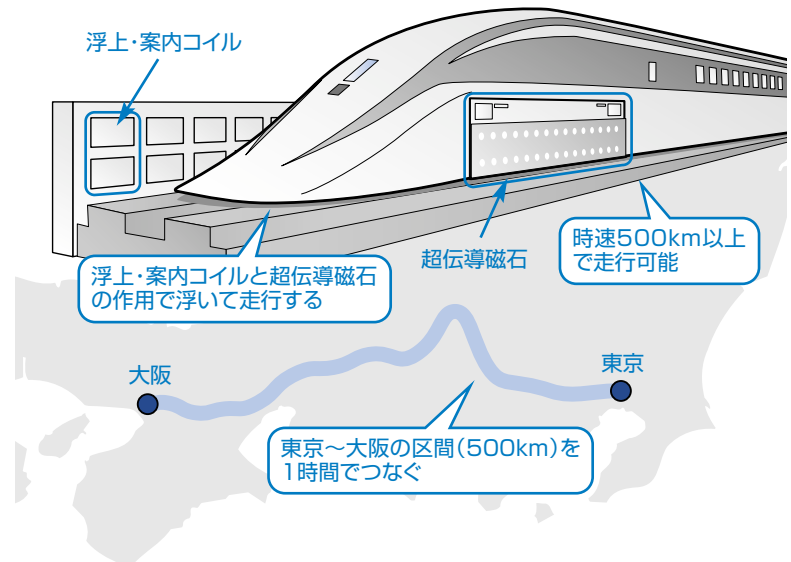 浮上・案内コイル
浮上・案内コイルと超伝導磁石
の作用で浮いて走行する
超伝導磁石
時速500km以上
で走行可能
大阪
東京
東京〜大阪の区間(500km)を
1時間でつなぐ